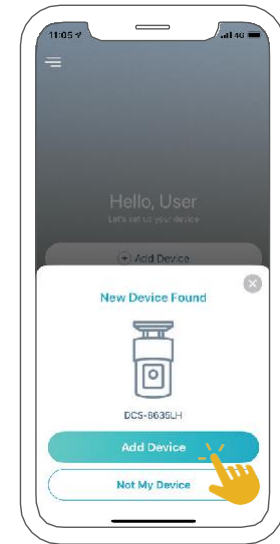 11:05
4G
Hello, User
Let's set up your device
Add Device
New Device Found
DCS-8635LH
Add Device
Not My Device